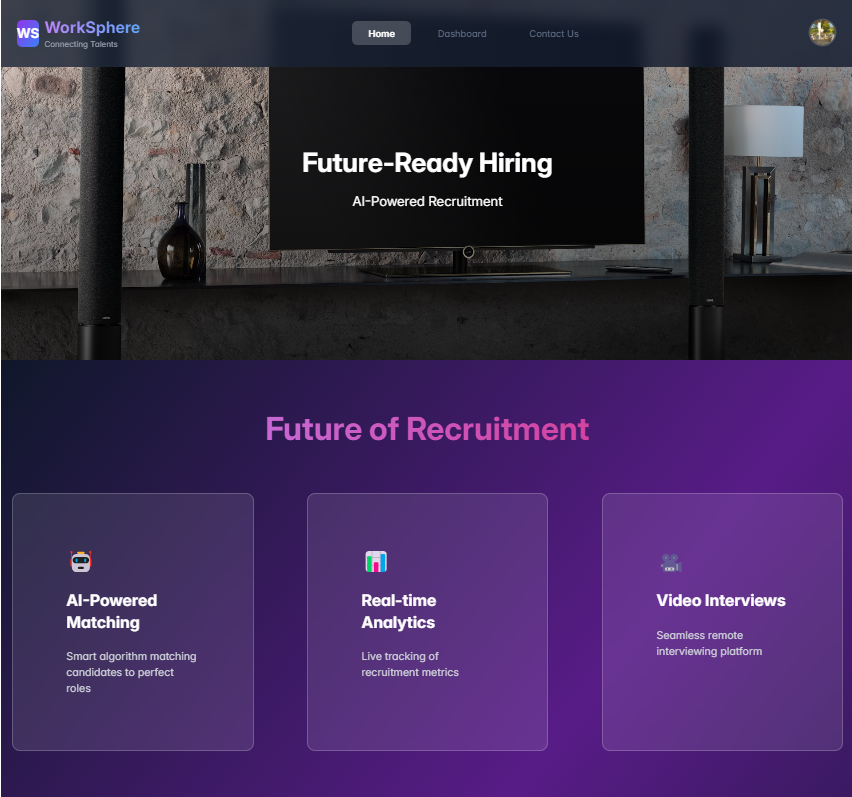 WS
WorkSphere
Connecting Talents
Home
Dashboard
Contact Us
Future-Ready Hiring
AI-Powered Recruitment
Future of Recruitment
AI-Powered
Matching
Smart algorithm matching
candidates to perfect
roles
Real-time
Analytics
Live tracking of
recruitment metrics
Video Interviews
Seamless remote
interviewing platform